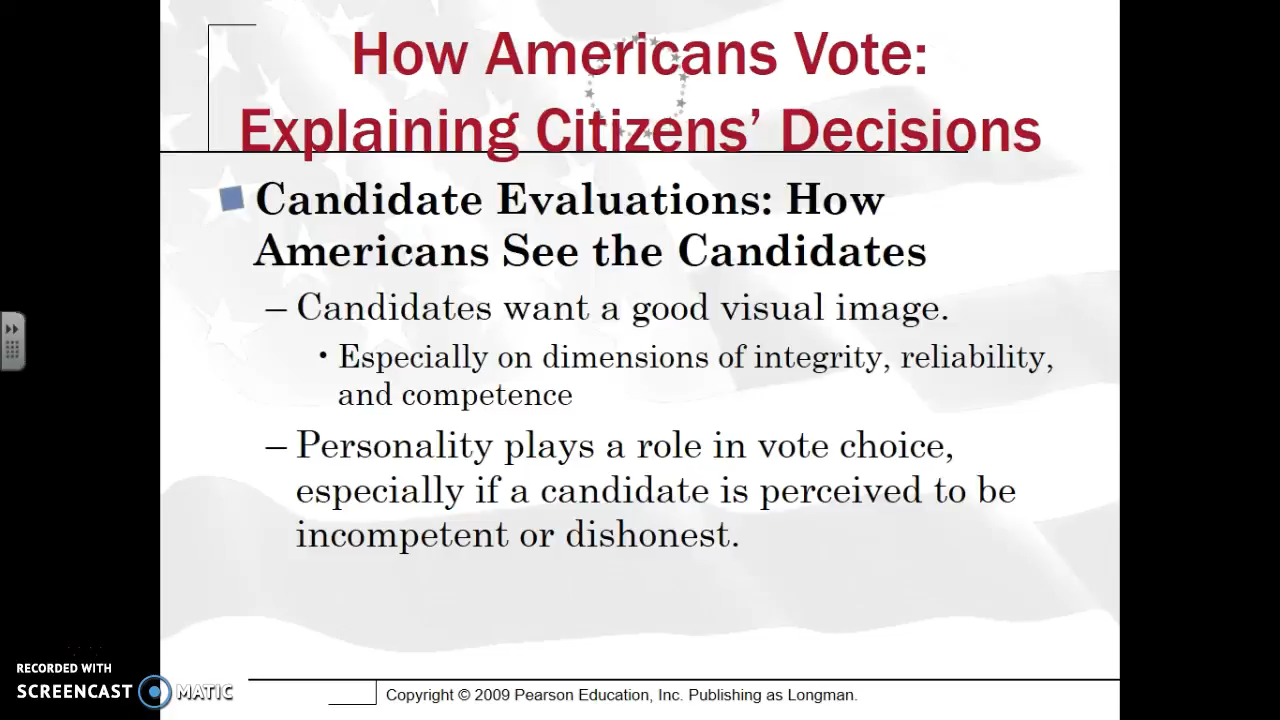 How Americans Vote:
Explaining Citizens’ Decisions
Candidate Evaluations: How
Americans See the Candidates
– Candidates want a good visual image.
• Especially on dimensions of integrity, reliability,
and competence
– Personality plays a role in vote choice,
especially if a candidate is perceived to be
incompetent or dishonest.
RECORDED WITH
SCREENCAST MATIC
Copyright © 2009 Pearson Education, Inc. Publishing as Longman.